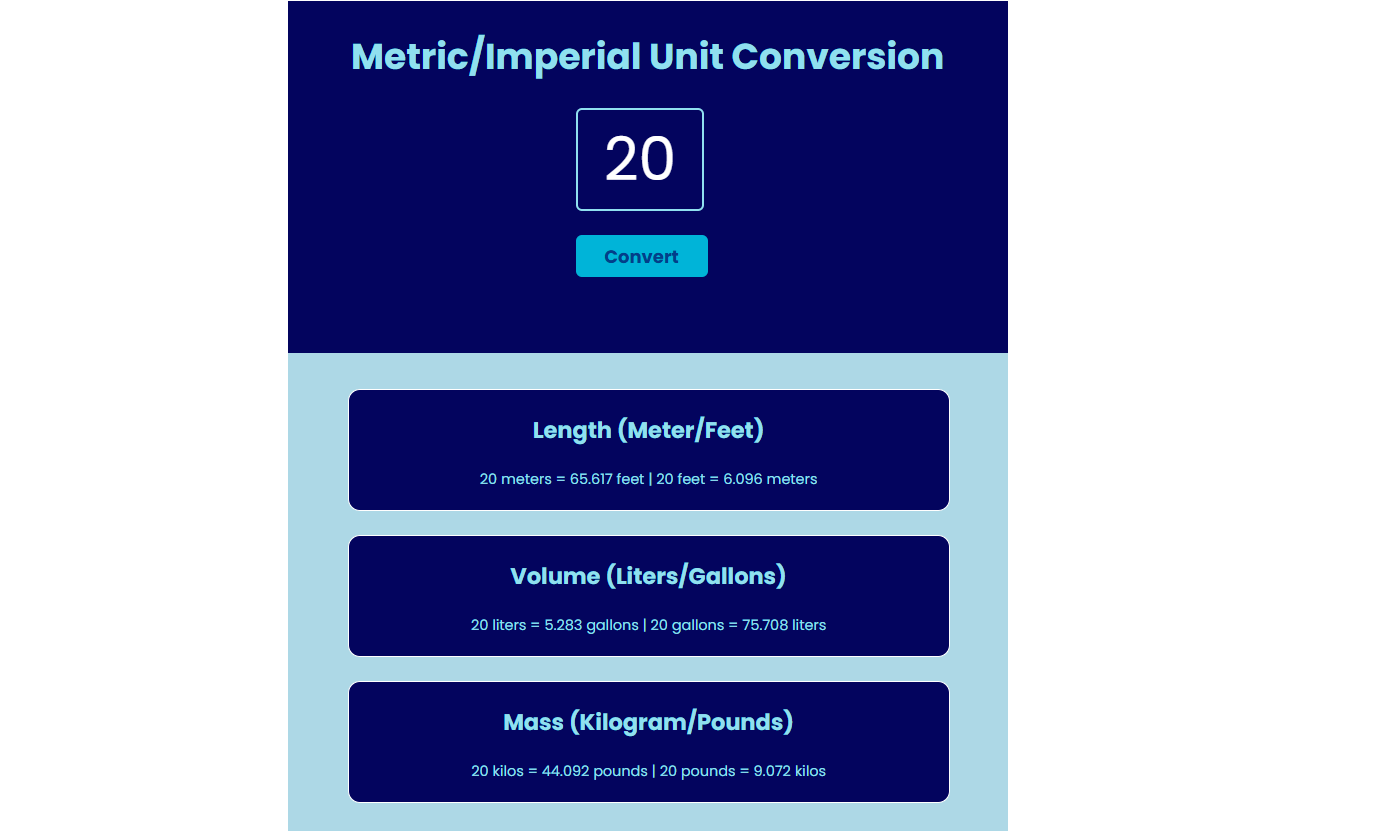 Metric/Imperial Unit Conversion
20
Convert
Length (Meter/Feet)
20 meters = 65.617 feet | 20 feet = 6.096 meters
Volume (Liters/Gallons)
20 liters = 5.283 gallons | 20 gallons = 75.708 liters
Mass (Kilogram/Pounds)
20 kilos = 44.092 pounds | 20 pounds = 9.072 kilos